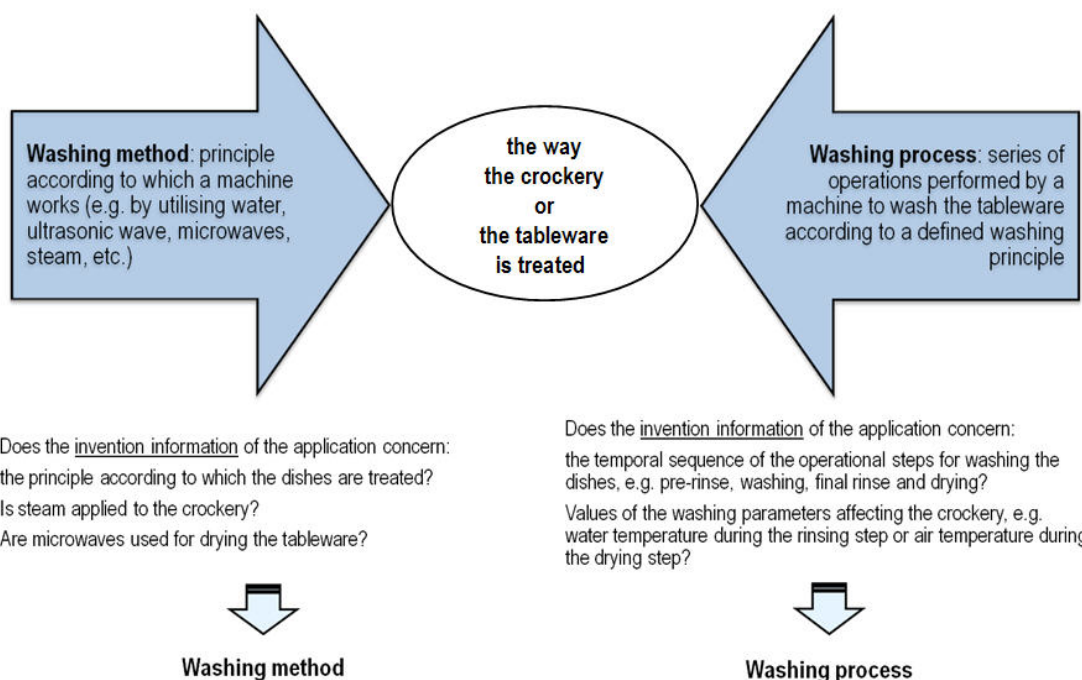 Washing method: principle
according to which a machine
works (e.g. by utilising water,
ultrasonic wave, microwaves,
steam, etc.)
the way
the crockery
or
the tableware
is treated
Washing process: series of
operations performed by a
machine to wash the tableware
according to a defined washing
principle
Does the invention information of the application concern:
the principle according to which the dishes are treated?
Is steam applied to the crockery?
Are microwaves used for drying the tableware?
Washing method
Does the invention information of the application concern:
the temporal sequence of the operational steps for washing the
dishes, e.g. pre-rinse, washing, final rinse and drying?
Values of the washing parameters affecting the crockery, e.g.
water temperature during the rinsing step or air temperature during
the drying step?
Washing process